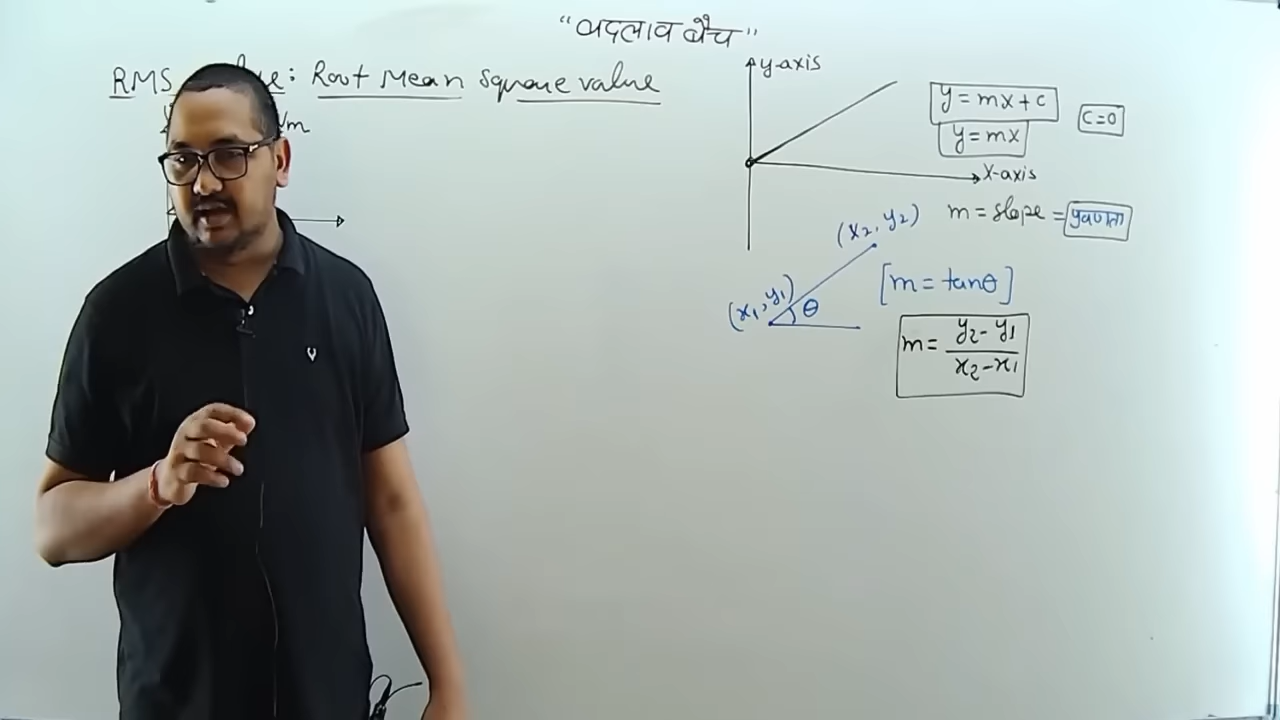 “बदलाव बैच”
RMS : Root Mean Square value
Vm
y-axis
y = mx + c
c = 0
y = mx
x-axis
m = slope = प्रवणता
(x₂, y₂)
(x₁, y₁)
θ
[m = tanθ]
m = y₂ - y₁ / x₂ - x₁